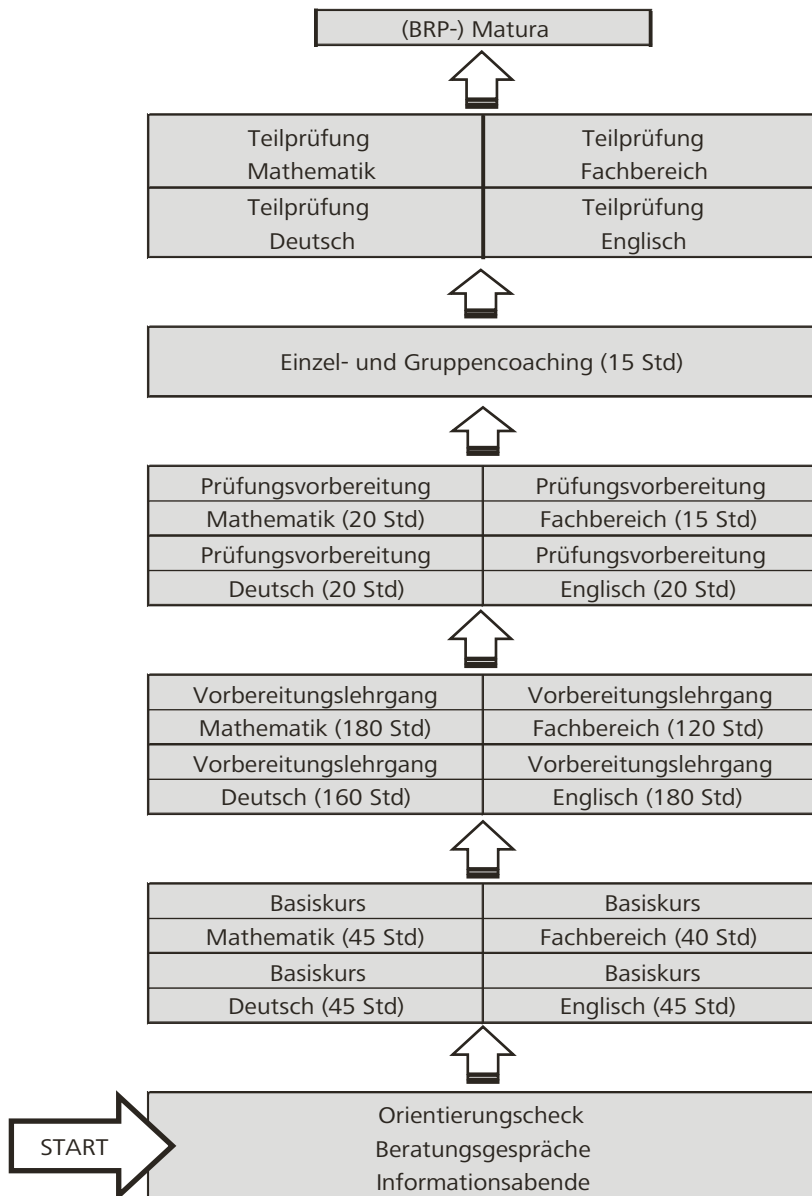 (BRP-) Matura
Teilprüfung
Mathematik
Teilprüfung
Fachbereich
Teilprüfung
Deutsch
Teilprüfung
Englisch
Einzel- und Gruppencoaching (15 Std)
Prüfungsvorbereitung
Mathematik (20 Std)
Prüfungsvorbereitung
Fachbereich (15 Std)
Prüfungsvorbereitung
Deutsch (20 Std)
Prüfungsvorbereitung
Englisch (20 Std)
Vorbereitungslehrgang
Mathematik (180 Std)
Vorbereitungslehrgang
Fachbereich (120 Std)
Vorbereitungslehrgang
Deutsch (160 Std)
Vorbereitungslehrgang
Englisch (180 Std)
Basiskurs
Mathematik (45 Std)
Basiskurs
Fachbereich (40 Std)
Basiskurs
Deutsch (45 Std)
Basiskurs
Englisch (45 Std)
START
Orientierungscheck
Beratungsgespräche
Informationsabende